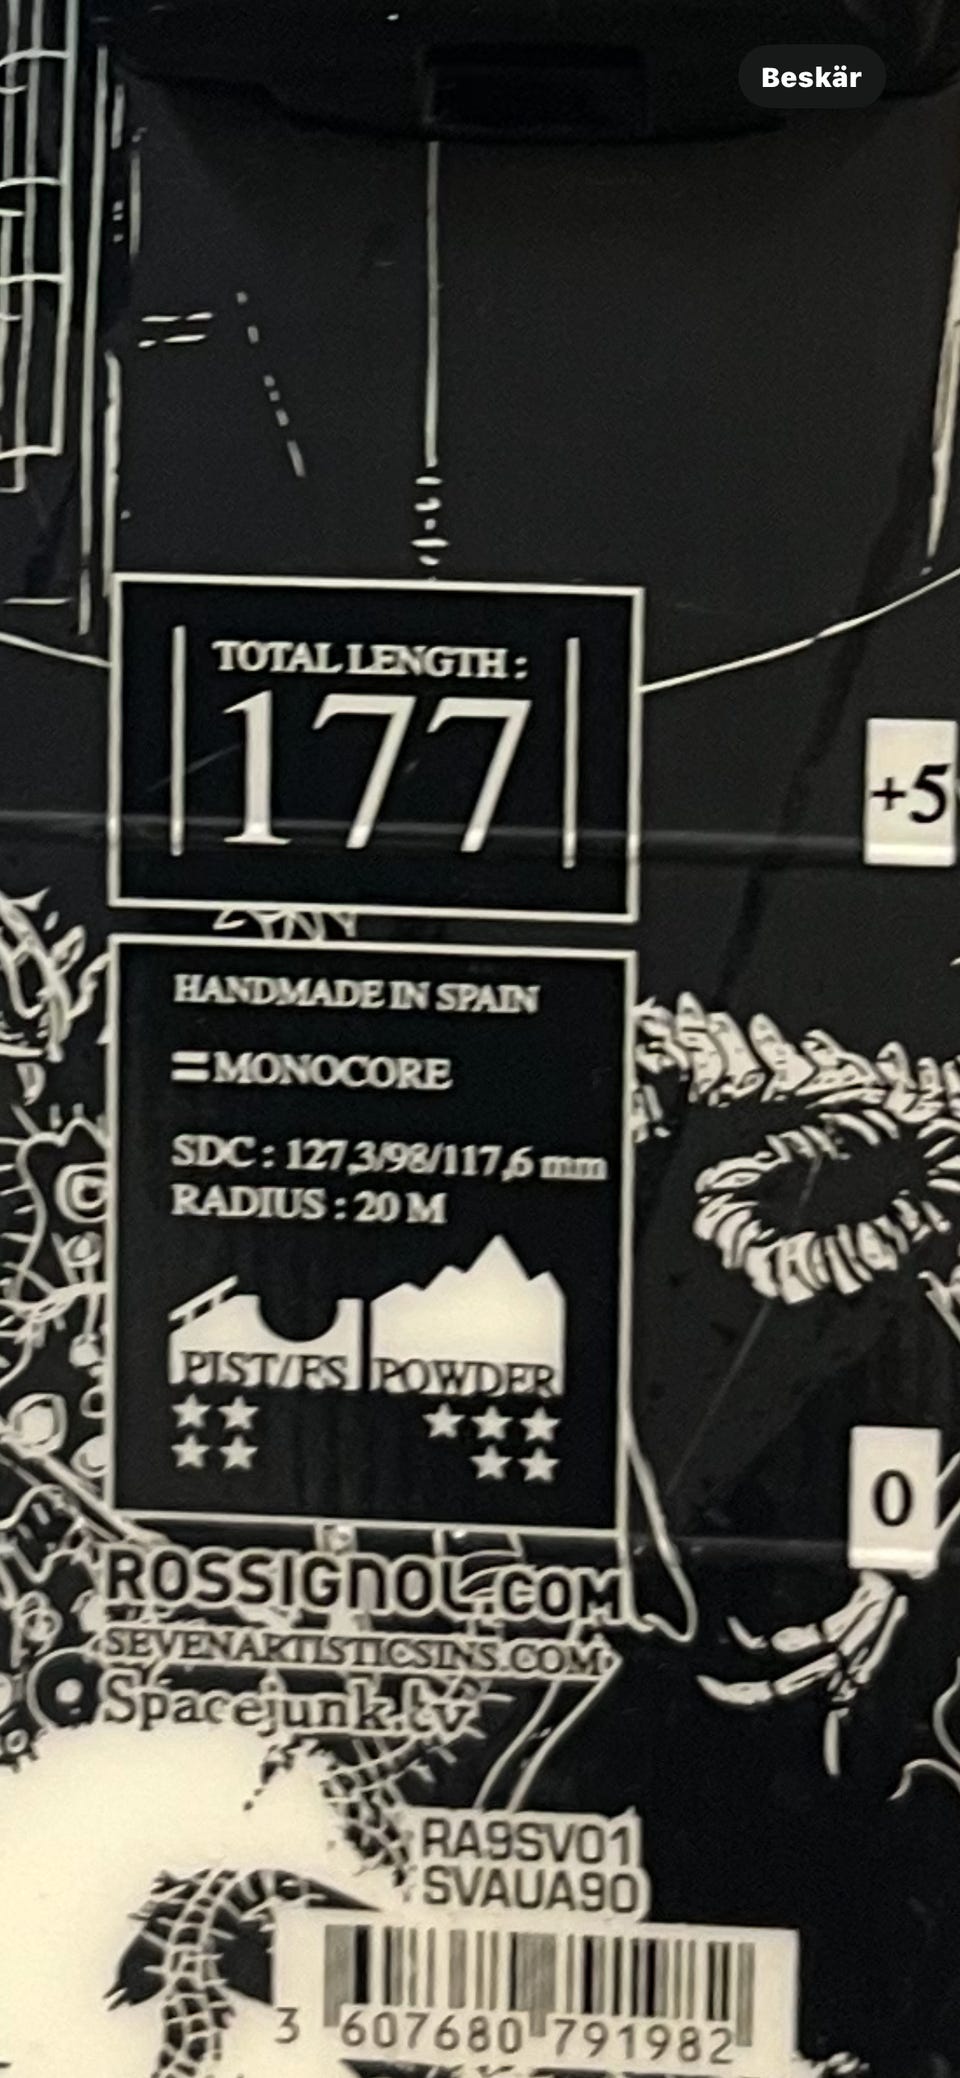 Beskär
TOTAL LENGTH :
177
+5
HANDMADE IN SPAIN
MONOCORE
SDC : 127,3/98/117,6 mm
RADIUS : 20 M
PIST/FS POWDER
0
ROSSIGNOL.COM
SEVENARTISTICSINS.COM
Spacejunk.tv
RA9SV01
SVAUA90
3 607680 791982